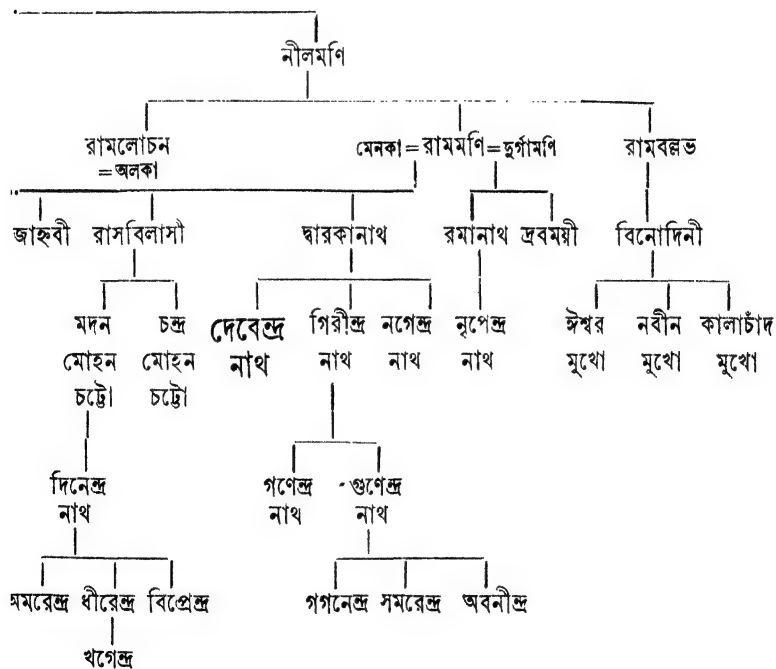 নীলমণি
রামলোচন মেনকা = রামমণি = দুর্গামণি রামবল্লভ
= অলকা
জাহ্নবী রাসবিলাসী দ্বারকানাথ রমানাথ দ্রবময়ী বিনোদিনী
মদন চন্দ্র দেবেন্দ্র গিরীন্দ্র নগেন্দ্র নৃপেন্দ্র ঈশ্বর নবীন কালাচাঁদ
মোহন মোহন নাথ নাথ নাথ নাথ মুখো মুখো মুখো
চট্টো চট্টো
দিনেন্দ্র গণেন্দ্র গুণেন্দ্র
নাথ নাথ নাথ
অমরেন্দ্র ধীরেন্দ্র বিপ্রেন্দ্র গগনেন্দ্র সমরেন্দ্র অবনীন্দ্র
খগেন্দ্র